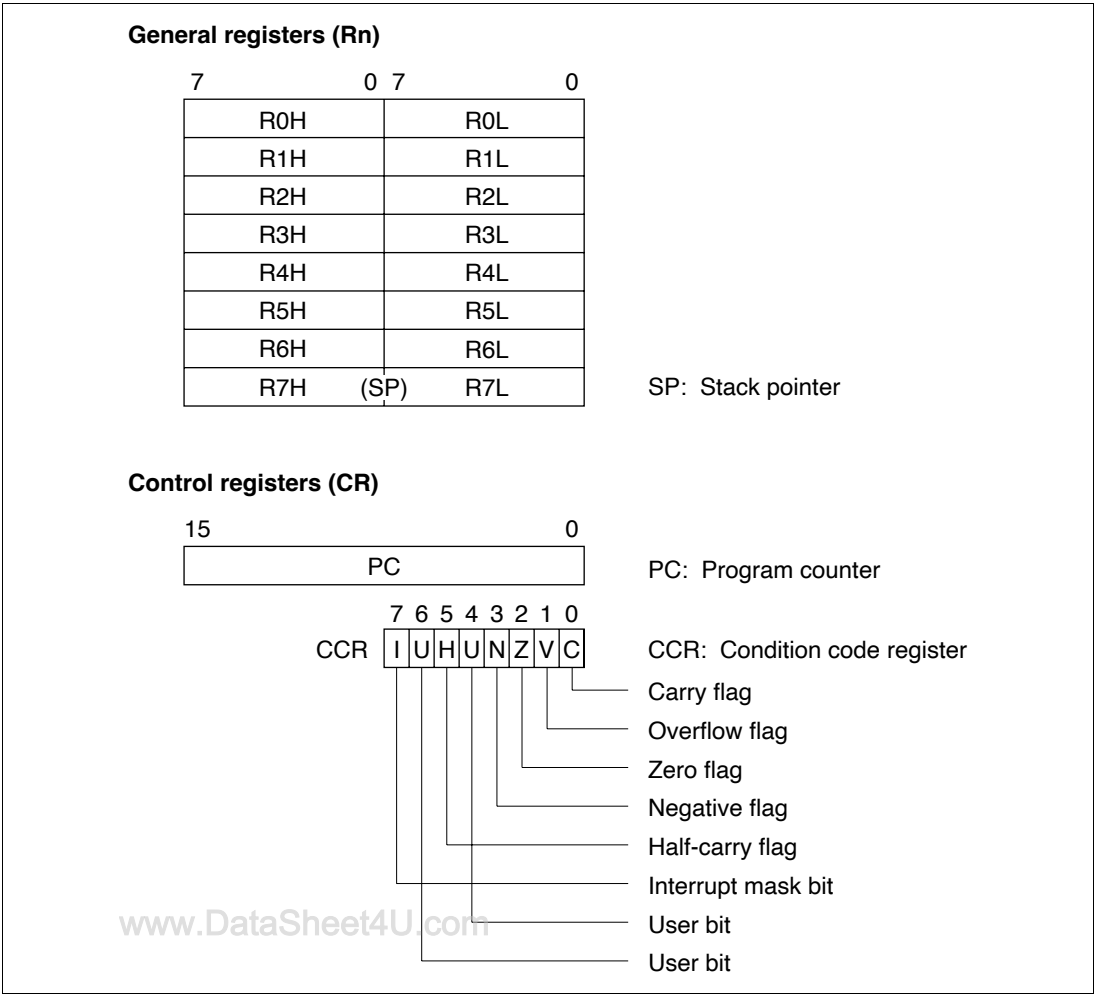 General registers (Rn)
7 0 7 0
R0H R0L
R1H R1L
R2H R2L
R3H R3L
R4H R4L
R5H R5L
R6H R6L
R7H (SP) R7L SP: Stack pointer
Control registers (CR)
15 0
PC PC: Program counter
7 6 5 4 3 2 1 0
CCR I U H U N Z V C CCR: Condition code register
Carry flag
Overflow flag
Zero flag
Negative flag
Half-carry flag
Interrupt mask bit
www.DataSheet4U.com User bit
User bit